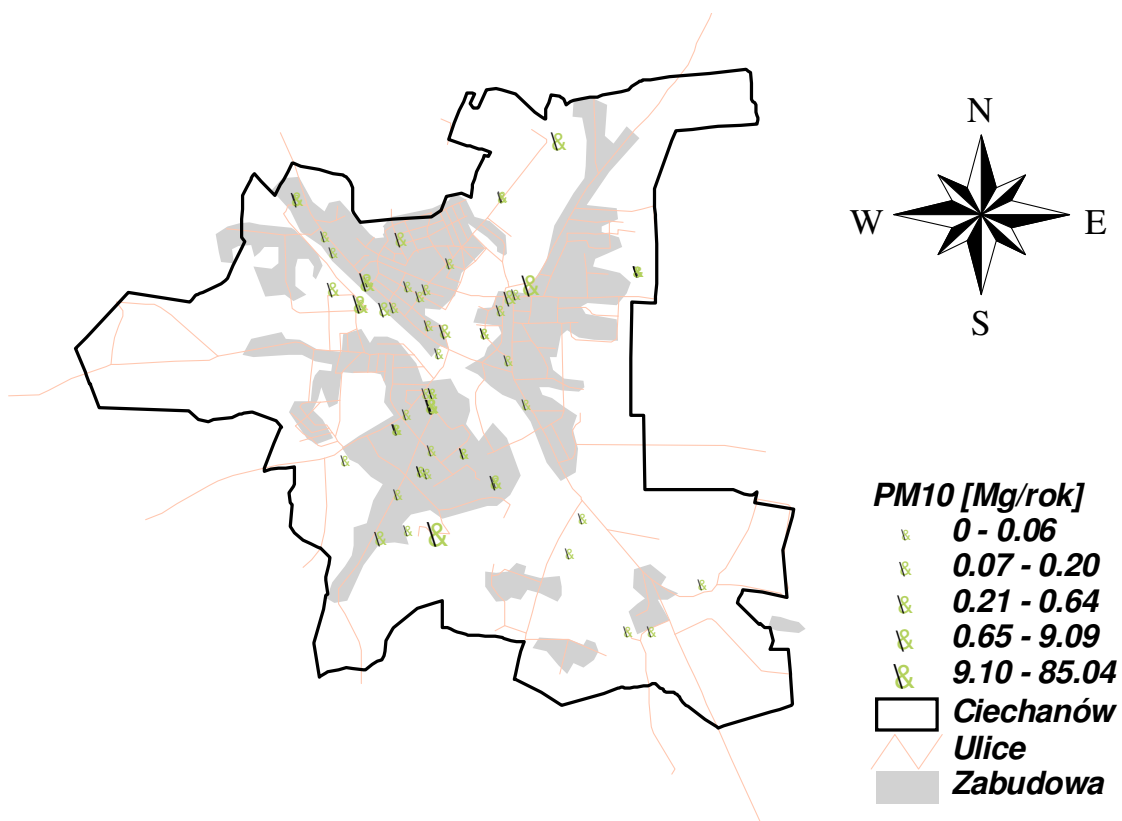 N
W E
S
PM10 [Mg/rok]
& 0 - 0.06
& 0.07 - 0.20
& 0.21 - 0.64
& 0.65 - 9.09
& 9.10 - 85.04
Ciechanów
Ulice
Zabudowa